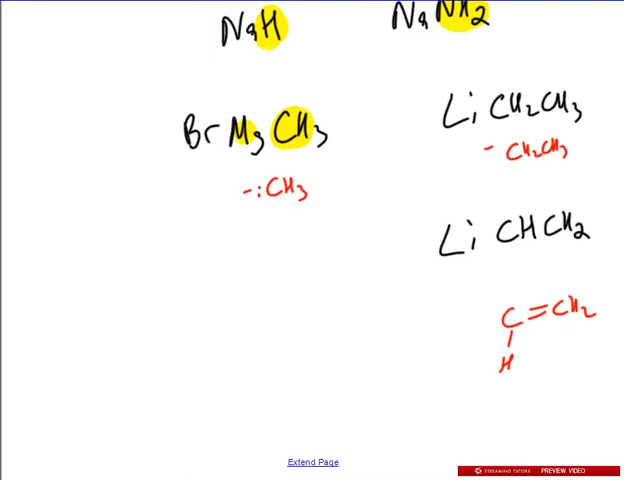 NaH
NaNH2
BrMgCH3
LiCH2CH3
- CH2CH3
-:CH3
LiCHCH2
C=CH2
H
Extend Page
STREAMING TUTORS PREVIEW VIDEO